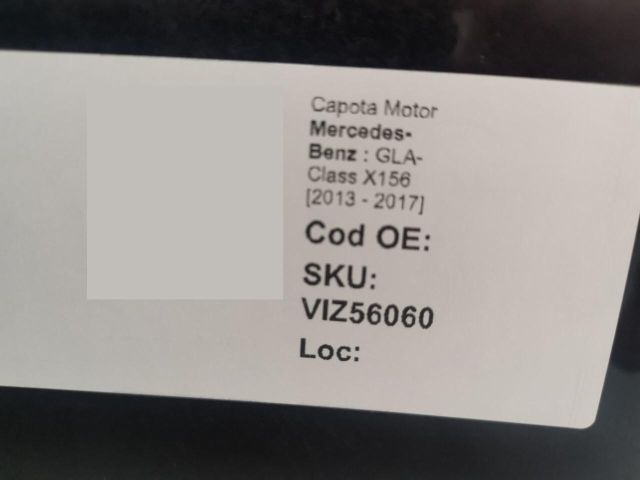 Capota Motor
Mercedes-
Benz : GLA-
Class X156
[2013 - 2017]
Cod OE:
SKU:
VIZ56060
Loc: